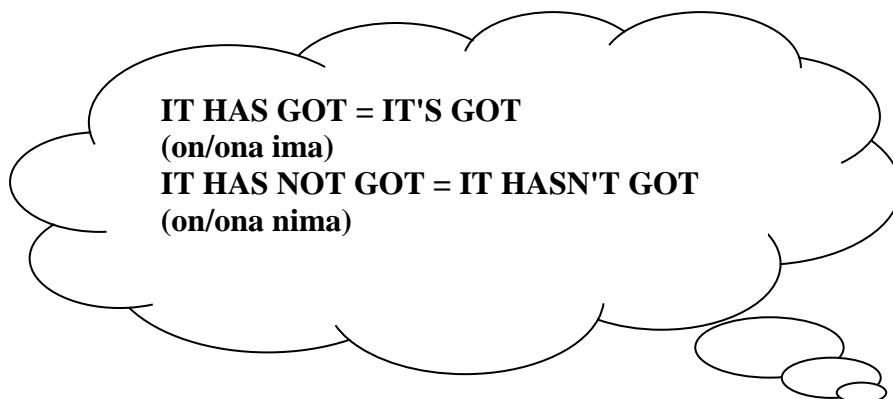 IT HAS GOT = IT'S GOT
(on/ona ima)
IT HAS NOT GOT = IT HASN'T GOT
(on/ona nima)